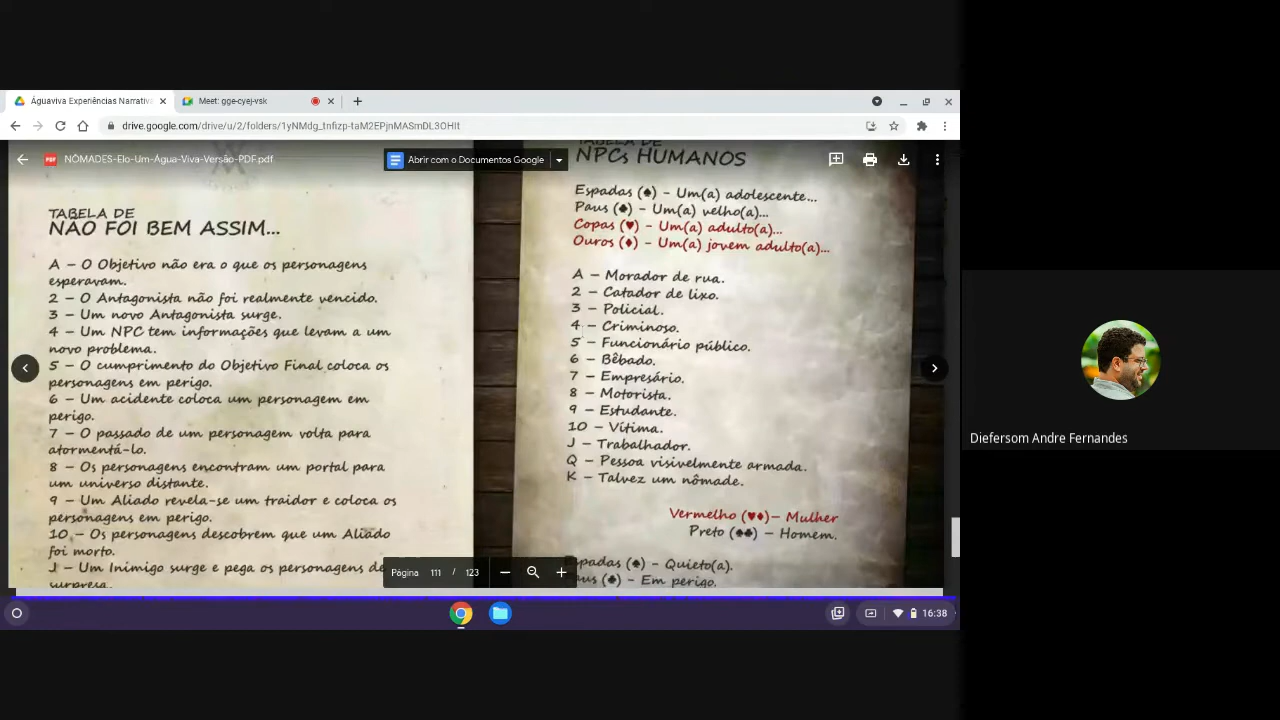 Águaviva Experiências Narrativa
Meet: gge-cyej-vsk
drive.google.com/drive/u/2/folders/1yNMdg_tnfizp-taM2EPjnMASmDL3OHIt
NÔMADES-Elo-Um-Água-Viva-Versão-PDF.pdf
Abrir com o Documentos Google
TABELA DE
NÃO FOI BEM ASSIM...
A – O Objetivo não era o que os personagens
esperavam.
2 – O Antagonista não foi realmente vencido.
3 – Um novo Antagonista surge.
4 – Um NPC tem informações que levam a um
novo problema.
5 – O cumprimento do Objetivo Final coloca os
personagens em perigo.
6 – Um acidente coloca um personagem em
perigo.
7 – O passado de um personagem volta para
atormentá-lo.
8 – Os personagens encontram um portal para
um universo distante.
9 – Um Aliado revela-se um traidor e coloca os
personagens em perigo.
10 – Os personagens descobrem que um Aliado
foi morto.
J – Um Inimigo surge e pega os personagens de
surpresa.
TABELA DE
NPCs HUMANOS
Espadas (♠) – Um(a) adolescente...
Paus (♣) – Um(a) velho(a)...
Copas (♥) – Um(a) adulto(a)...
Ouros (♦) – Um(a) jovem adulto(a)...
A – Morador de rua.
2 – Catador de lixo.
3 – Policial.
4 – Criminoso.
5 – Funcionário público.
6 – Bêbado.
7 – Empresário.
8 – Motorista.
9 – Estudante.
10 – Vítima.
J – Trabalhador.
Q – Pessoa visivelmente armada.
K – Talvez um nômade.
Vermelho (♥♦)– Mulher
Preto (♠♣) – Homem.
Espadas (♠) – Quieto(a).
Paus (♣) – Em perigo.
Página 111 / 123
16:38
Diefersom Andre Fernandes